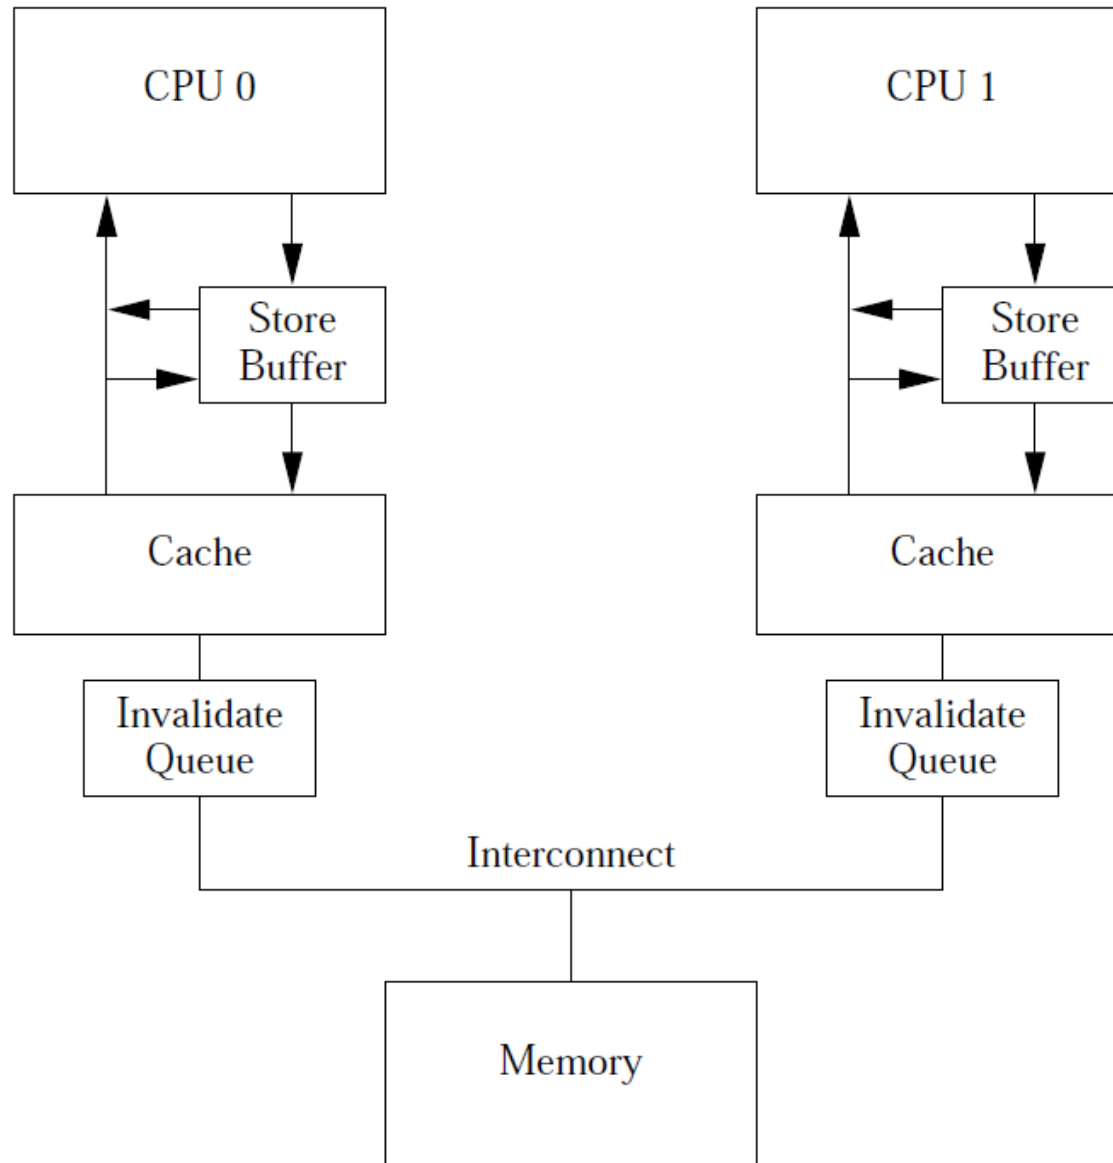 CPU 0
CPU 1
Store
Buffer
Store
Buffer
Cache
Cache
Invalidate
Queue
Invalidate
Queue
Interconnect
Memory